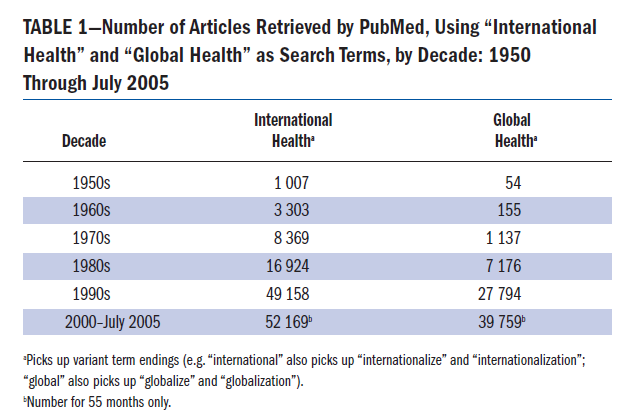 TABLE 1—Number of Articles Retrieved by PubMed, Using “International
Health” and “Global Health” as Search Terms, by Decade: 1950
Through July 2005
International Global
Decade Healthª Healthª
1950s 1 007 54
1960s 3 303 155
1970s 8 369 1 137
1980s 16 924 7 176
1990s 49 158 27 794
2000–July 2005 52 169ᵇ 39 759ᵇ
ªPicks up variant term endings (e.g. “international” also picks up “internationalize” and “internationalization”;
“global” also picks up “globalize” and “globalization”).
ᵇNumber for 55 months only.